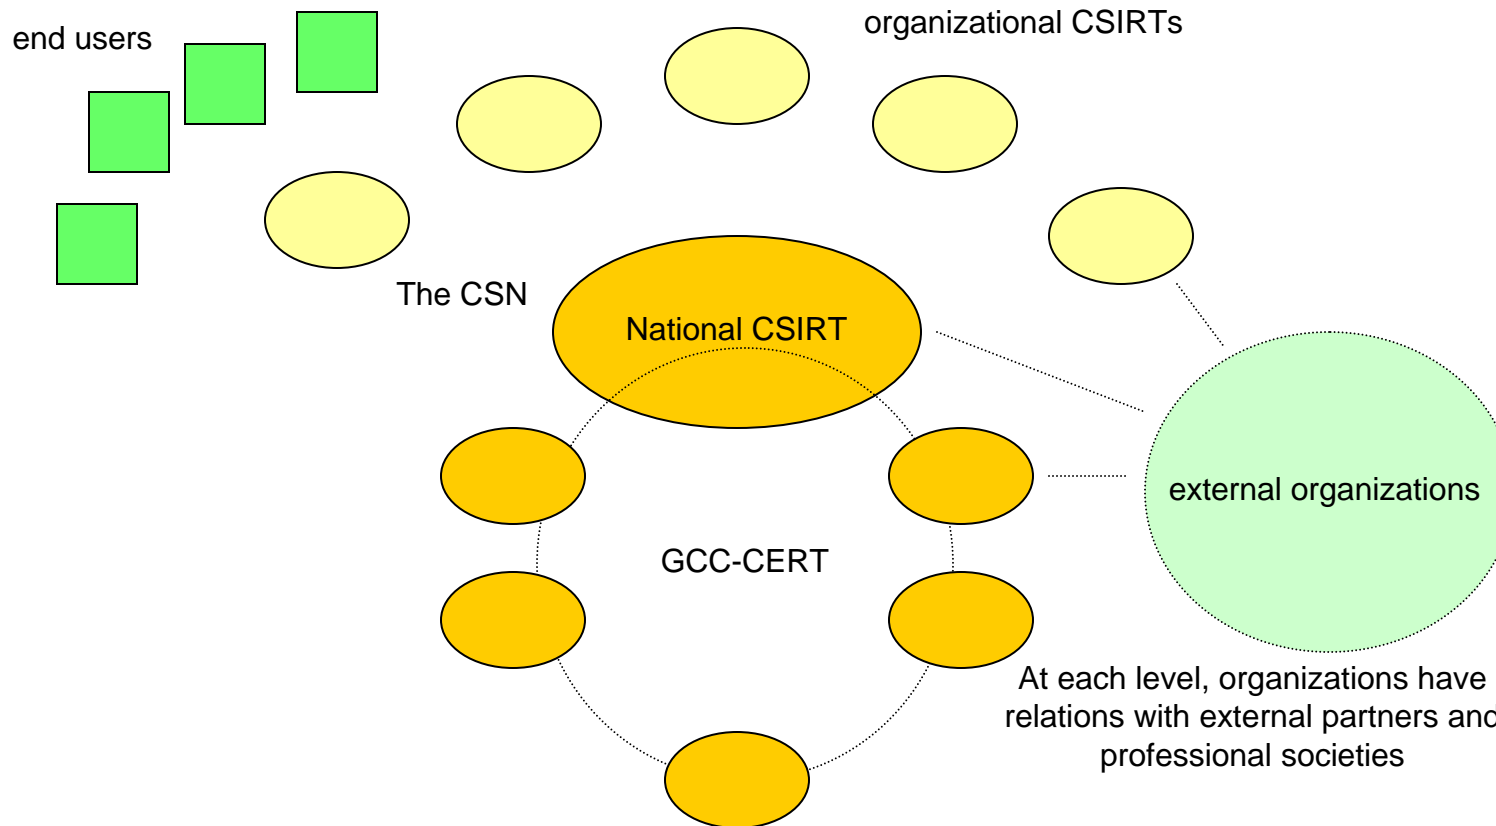 organizational CSIRTs
end users
The CSN
National CSIRT
external organizations
GCC-CERT
At each level, organizations have
relations with external partners and
professional societies